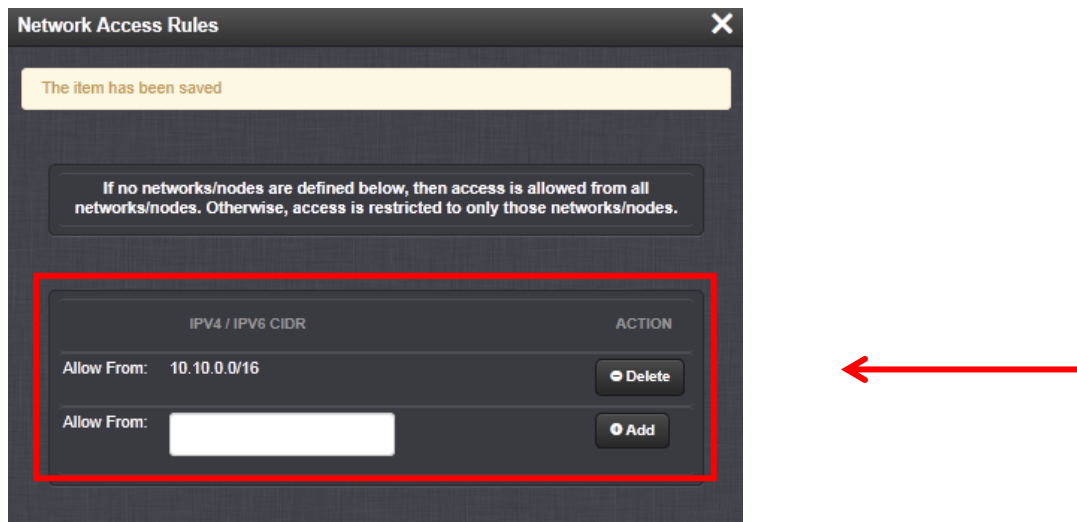 Network Access Rules
The item has been saved
If no networks/nodes are defined below, then access is allowed from all
networks/nodes. Otherwise, access is restricted to only those networks/nodes.
IPV4 / IPV6 CIDR ACTION
Allow From: 10.10.0.0/16 Delete
Allow From: Add